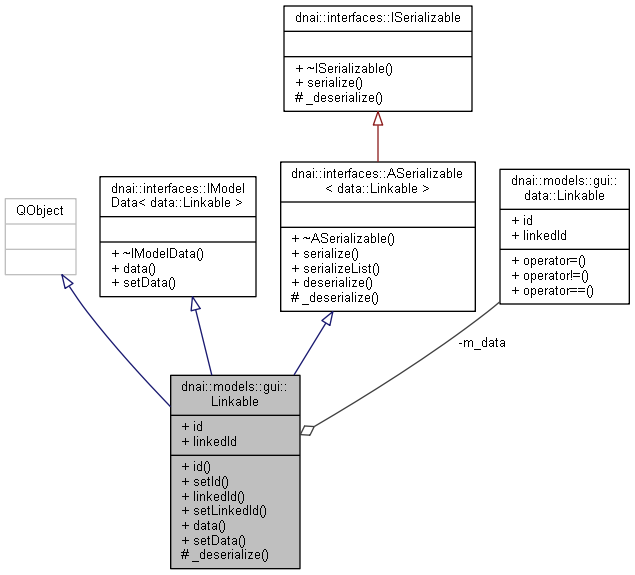 dnai::interfaces::ISerializable
+ ~ISerializable()
+ serialize()
# _deserialize()
QObject
dnai::interfaces::IModel
Data< data::Linkable >
+ ~IModelData()
+ data()
+ setData()
dnai::interfaces::ASerializable
< data::Linkable >
+ ~ASerializable()
+ serialize()
+ serializeList()
+ deserialize()
# _deserialize()
dnai::models::gui::
data::Linkable
+ id
+ linkedId
+ operator=()
+ operator!=()
+ operator==()
-m_data
dnai::models::gui::
Linkable
+ id
+ linkedId
+ id()
+ setId()
+ linkedId()
+ setLinkedId()
+ data()
+ setData()
# _deserialize()